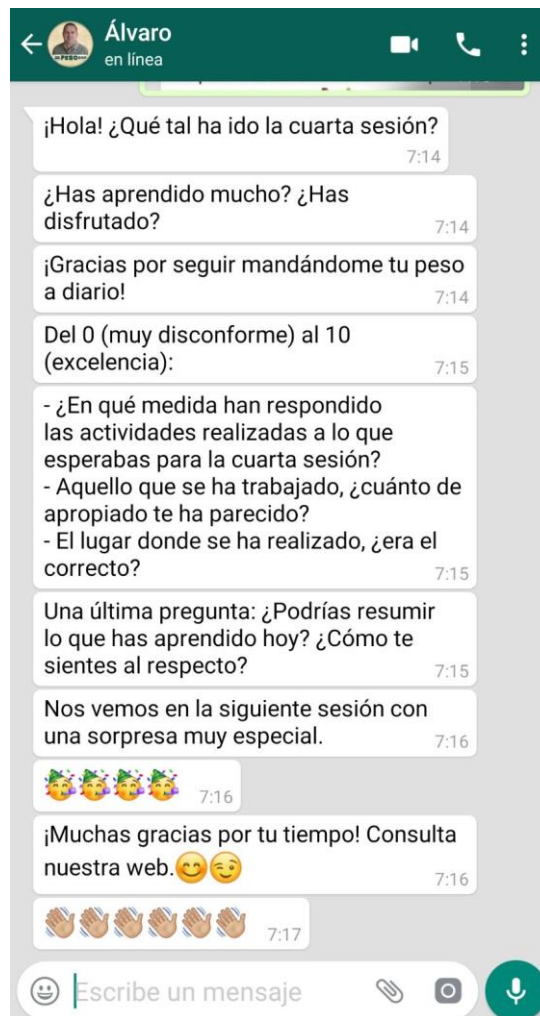 Álvaro
en línea
¡Hola! ¿Qué tal ha ido la cuarta sesión?
7:14
¿Has aprendido mucho? ¿Has
disfrutado?
7:14
¡Gracias por seguir mandándome tu peso
a diario!
7:14
Del 0 (muy disconforme) al 10
(excelencia):
7:15
- ¿En qué medida han respondido
las actividades realizadas a lo que
esperabas para la cuarta sesión?
- Aquello que se ha trabajado, ¿cuánto de
apropiado te ha parecido?
- El lugar donde se ha realizado, ¿era el
correcto?
7:15
Una última pregunta: ¿Podrías resumir
lo que has aprendido hoy? ¿Cómo te
sientes al respecto?
7:15
Nos vemos en la siguiente sesión con
una sorpresa muy especial.
7:16
7:16
¡Muchas gracias por tu tiempo! Consulta
nuestra web.
7:16
7:17
Escribe un mensaje